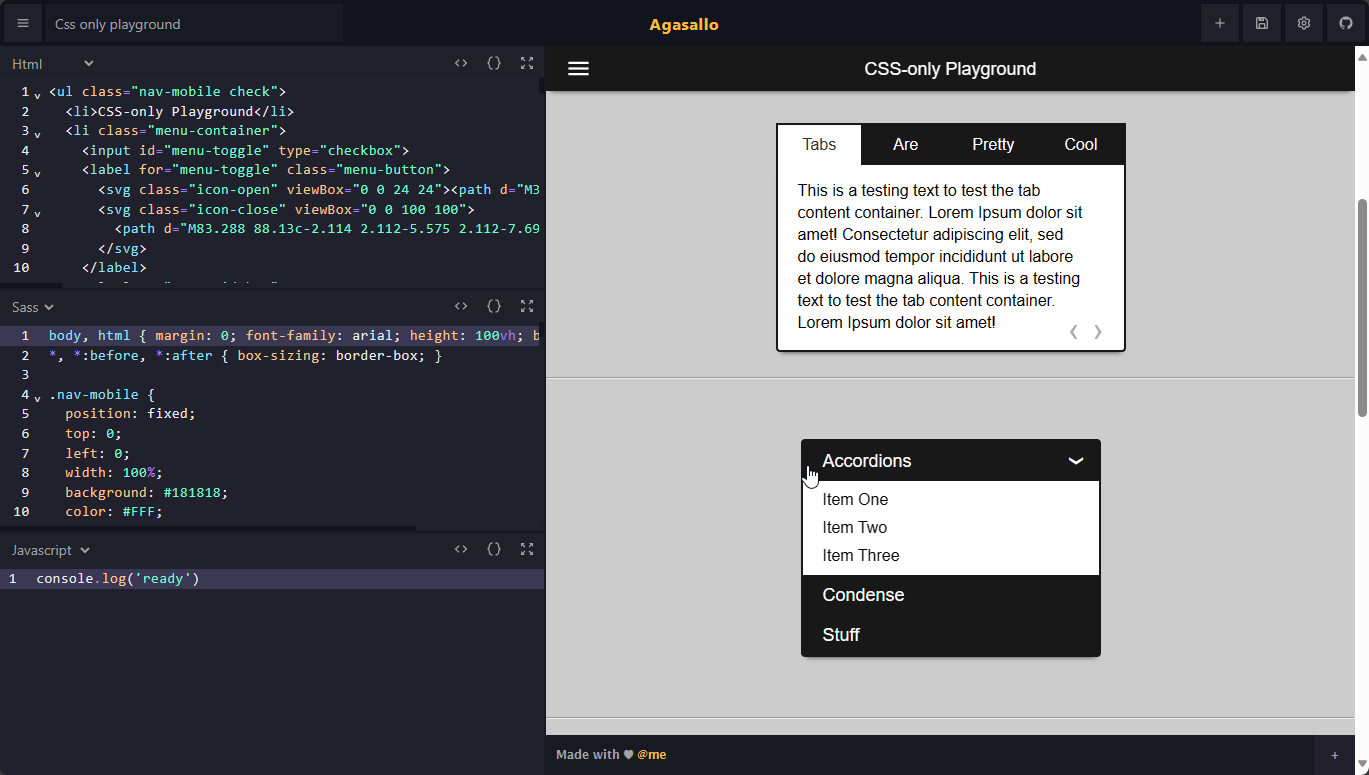 Css only playground
Agasallo
Html
1 <ul class="nav-mobile check">
2 <li>CSS-only Playground</li>
3 <li class="menu-container">
4 <input id="menu-toggle" type="checkbox">
5 <label for="menu-toggle" class="menu-button">
6 <svg class="icon-open" viewBox="0 0 24 24"><path d="M3
7 <svg class="icon-close" viewBox="0 0 100 100">
8 <path d="M83.288 88.13c-2.114 2.112-5.575 2.112-7.69
9 </svg>
10 </label>
Sass
1 body, html { margin: 0; font-family: arial; height: 100vh; b
2 *, *:before, *:after { box-sizing: border-box; }
3
4 .nav-mobile {
5 position: fixed;
6 top: 0;
7 left: 0;
8 width: 100%;
9 background: #181818;
10 color: #FFF;
Javascript
1 console.log('ready')
CSS-only Playground
Tabs Are Pretty Cool
This is a testing text to test the tab
content container. Lorem Ipsum dolor sit
amet! Consectetur adipiscing elit, sed
do eiusmod tempor incididunt ut labore
et dolore magna aliqua. This is a testing
text to test the tab content container.
Lorem Ipsum dolor sit amet!
Accordions
Item One
Item Two
Item Three
Condense
Stuff
Made with ♥ @me